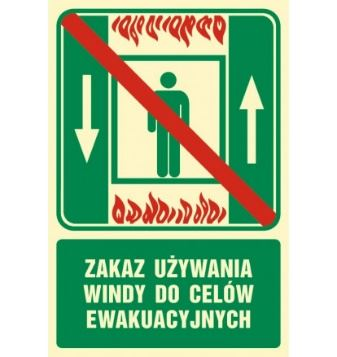 ZAKAZ UŻYWANIA
WINDY DO CELÓW
EWAKUACYJNYCH